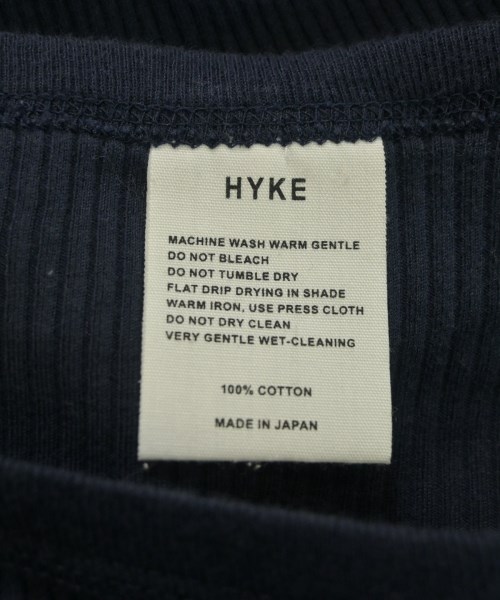 HYKE
MACHINE WASH WARM GENTLE
DO NOT BLEACH
DO NOT TUMBLE DRY
FLAT DRIP DRYING IN SHADE
WARM IRON, USE PRESS CLOTH
DO NOT DRY CLEAN
VERY GENTLE WET-CLEANING
100% COTTON
MADE IN JAPAN